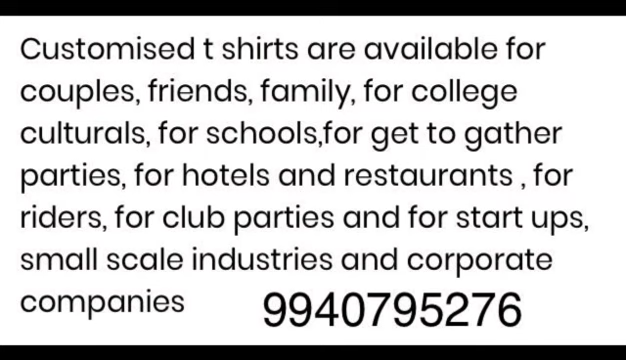 Customised t shirts are available for
couples, friends, family, for college
culturals, for schools,for get to gather
parties, for hotels and restaurants , for
riders, for club parties and for start ups,
small scale industries and corporate
companies 9940795276